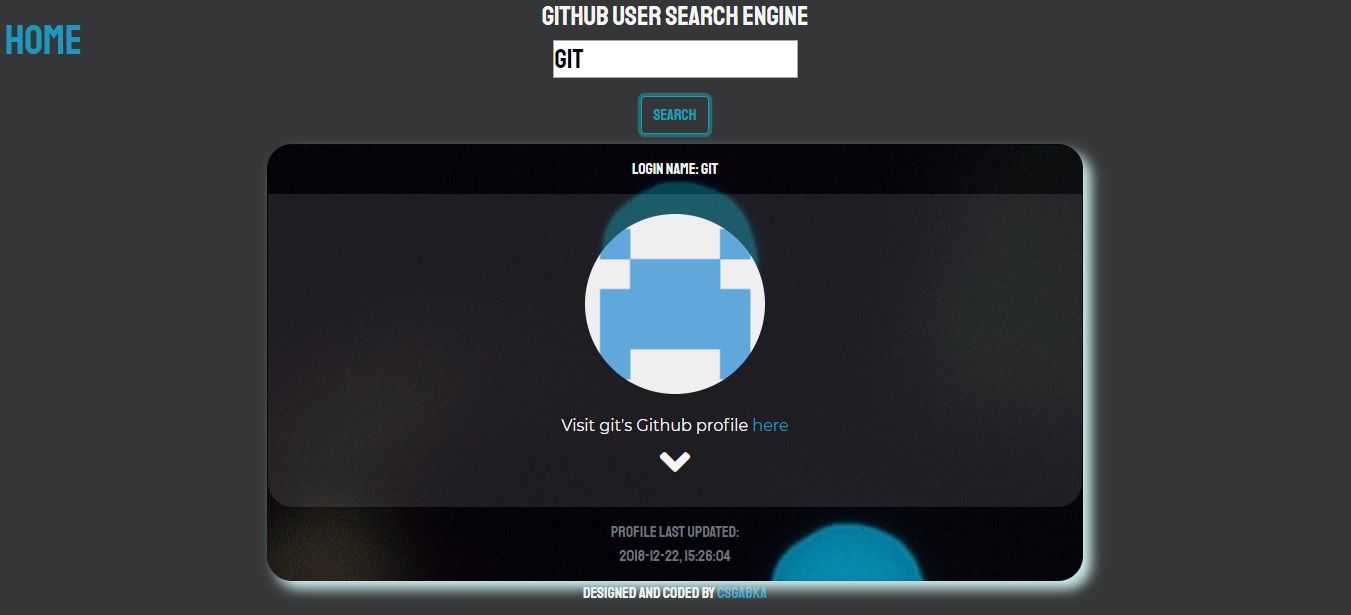 GITHUB USER SEARCH ENGINE
HOME
GIT
SEARCH
LOGIN NAME: GIT
Visit git's Github profile here
PROFILE LAST UPDATED:
2018-12-22, 15:26:04
DESIGNED AND CODED BY CSGABKA